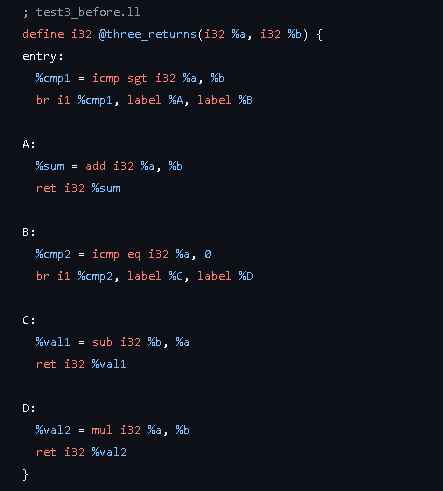 ; test3_before.ll
define i32 @three_returns(i32 %a, i32 %b) {
entry:
  %cmp1 = icmp sgt i32 %a, %b
  br i1 %cmp1, label %A, label %B

A:
  %sum = add i32 %a, %b
  ret i32 %sum

B:
  %cmp2 = icmp eq i32 %a, 0
  br i1 %cmp2, label %C, label %D

C:
  %val1 = sub i32 %b, %a
  ret i32 %val1

D:
  %val2 = mul i32 %a, %b
  ret i32 %val2
}